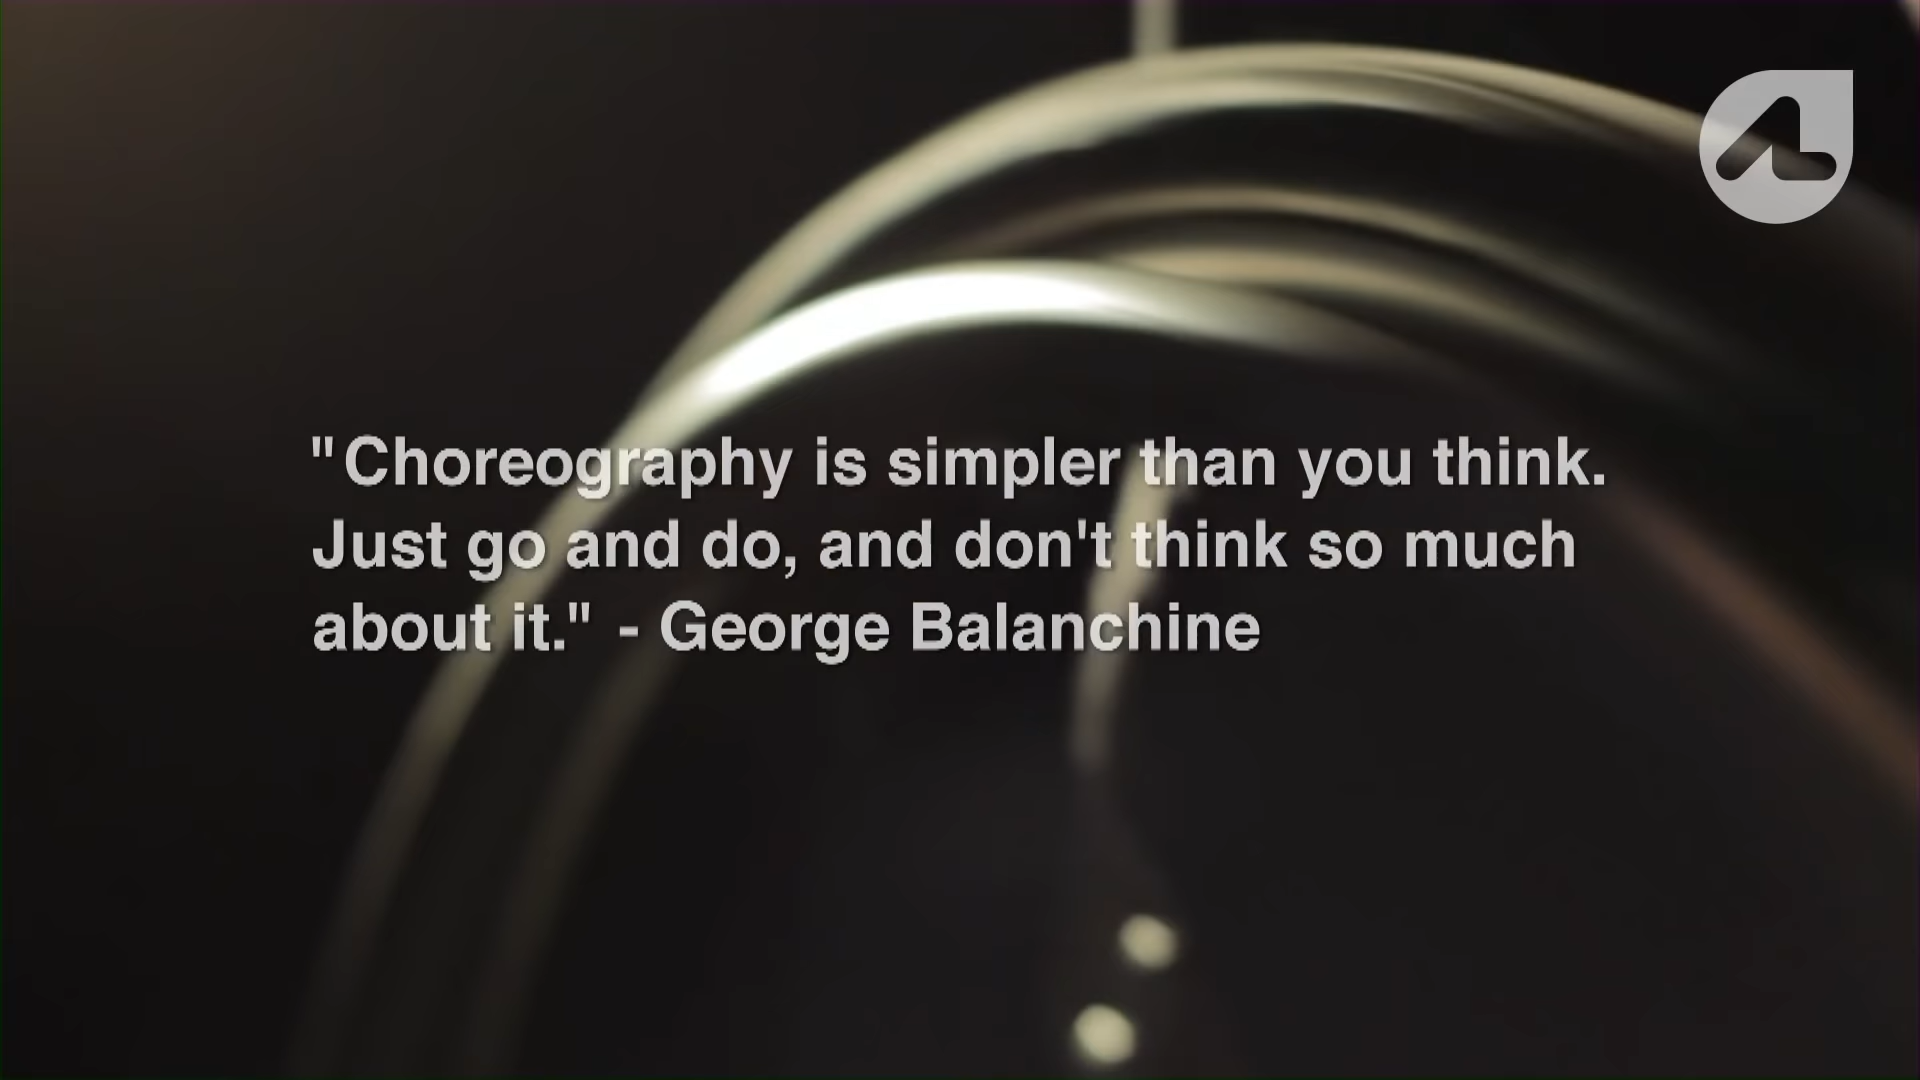 "Choreography is simpler than you think.
Just go and do, and don't think so much
about it." - George Balanchine